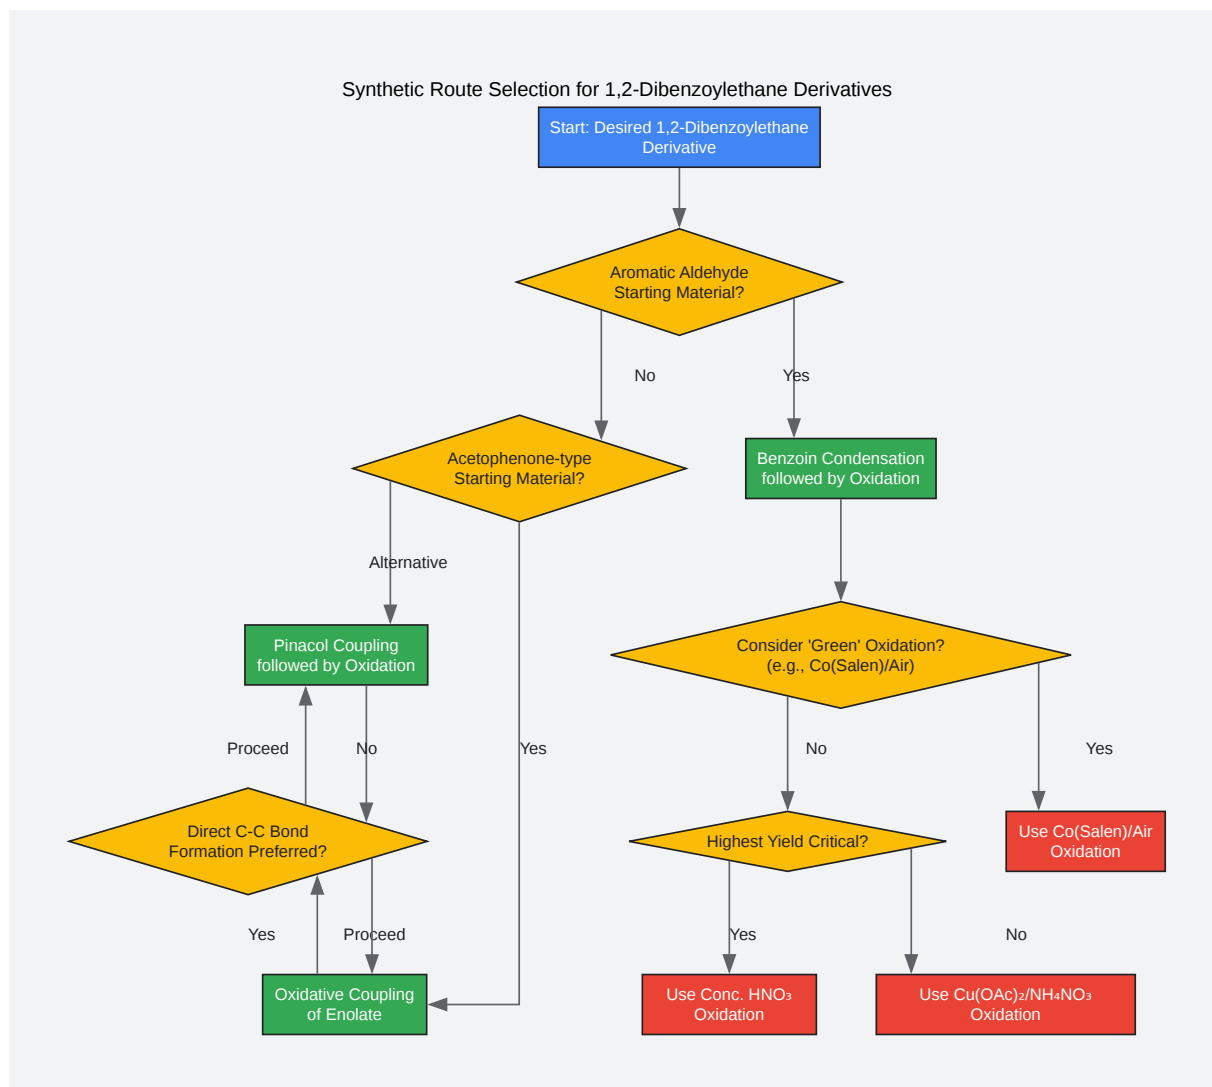 Synthetic Route Selection for 1,2-Dibenzoylethane Derivatives
Start: Desired 1,2-Dibenzoylethane
Derivative
Aromatic Aldehyde
Starting Material?
No
Yes
Acetophenone-type
Starting Material?
Benzoin Condensation
followed by Oxidation
Alternative
Pinacol Coupling
followed by Oxidation
Consider 'Green' Oxidation?
(e.g., Co(Salen)/Air)
Proceed
No
Yes
No
Yes
Direct C-C Bond
Formation Preferred?
Highest Yield Critical?
Use Co(Salen)/Air
Oxidation
Yes
Proceed
Yes
No
Oxidative Coupling
of Enolate
Use Conc. HNO₃
Oxidation
Use Cu(OAc)₂/NH₄NO₃
Oxidation